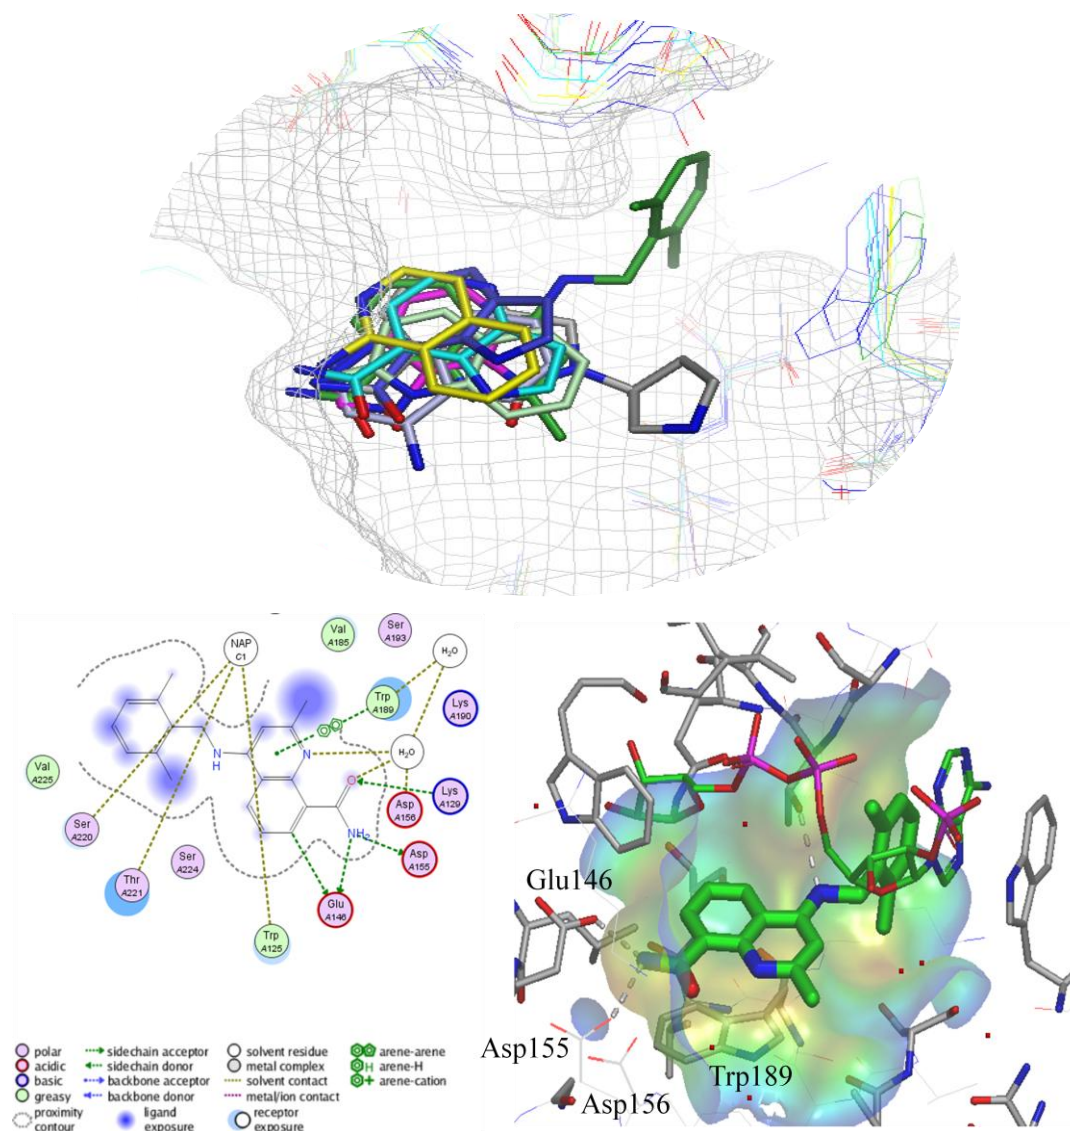 NAP
C1
Val
A185
Ser
A193
H₂O
Trp
A189
Lys
A190
H₂O
N
N
H
Val
A225
Lys
A129
O
Asp
A156
NH₂
Ser
A220
Asp
A155
Ser
A224
Thr
A221
Glu
A146
Trp
A125
Glu146
Asp155
Trp189
Asp156
polar
acidic
basic
greasy
proximity
contour
sidechain acceptor
sidechain donor
backbone acceptor
backbone donor
ligand
exposure
solvent residue
metal complex
solvent contact
metal/ion contact
receptor
exposure
arene-arene
H arene-H
+ arene-cation